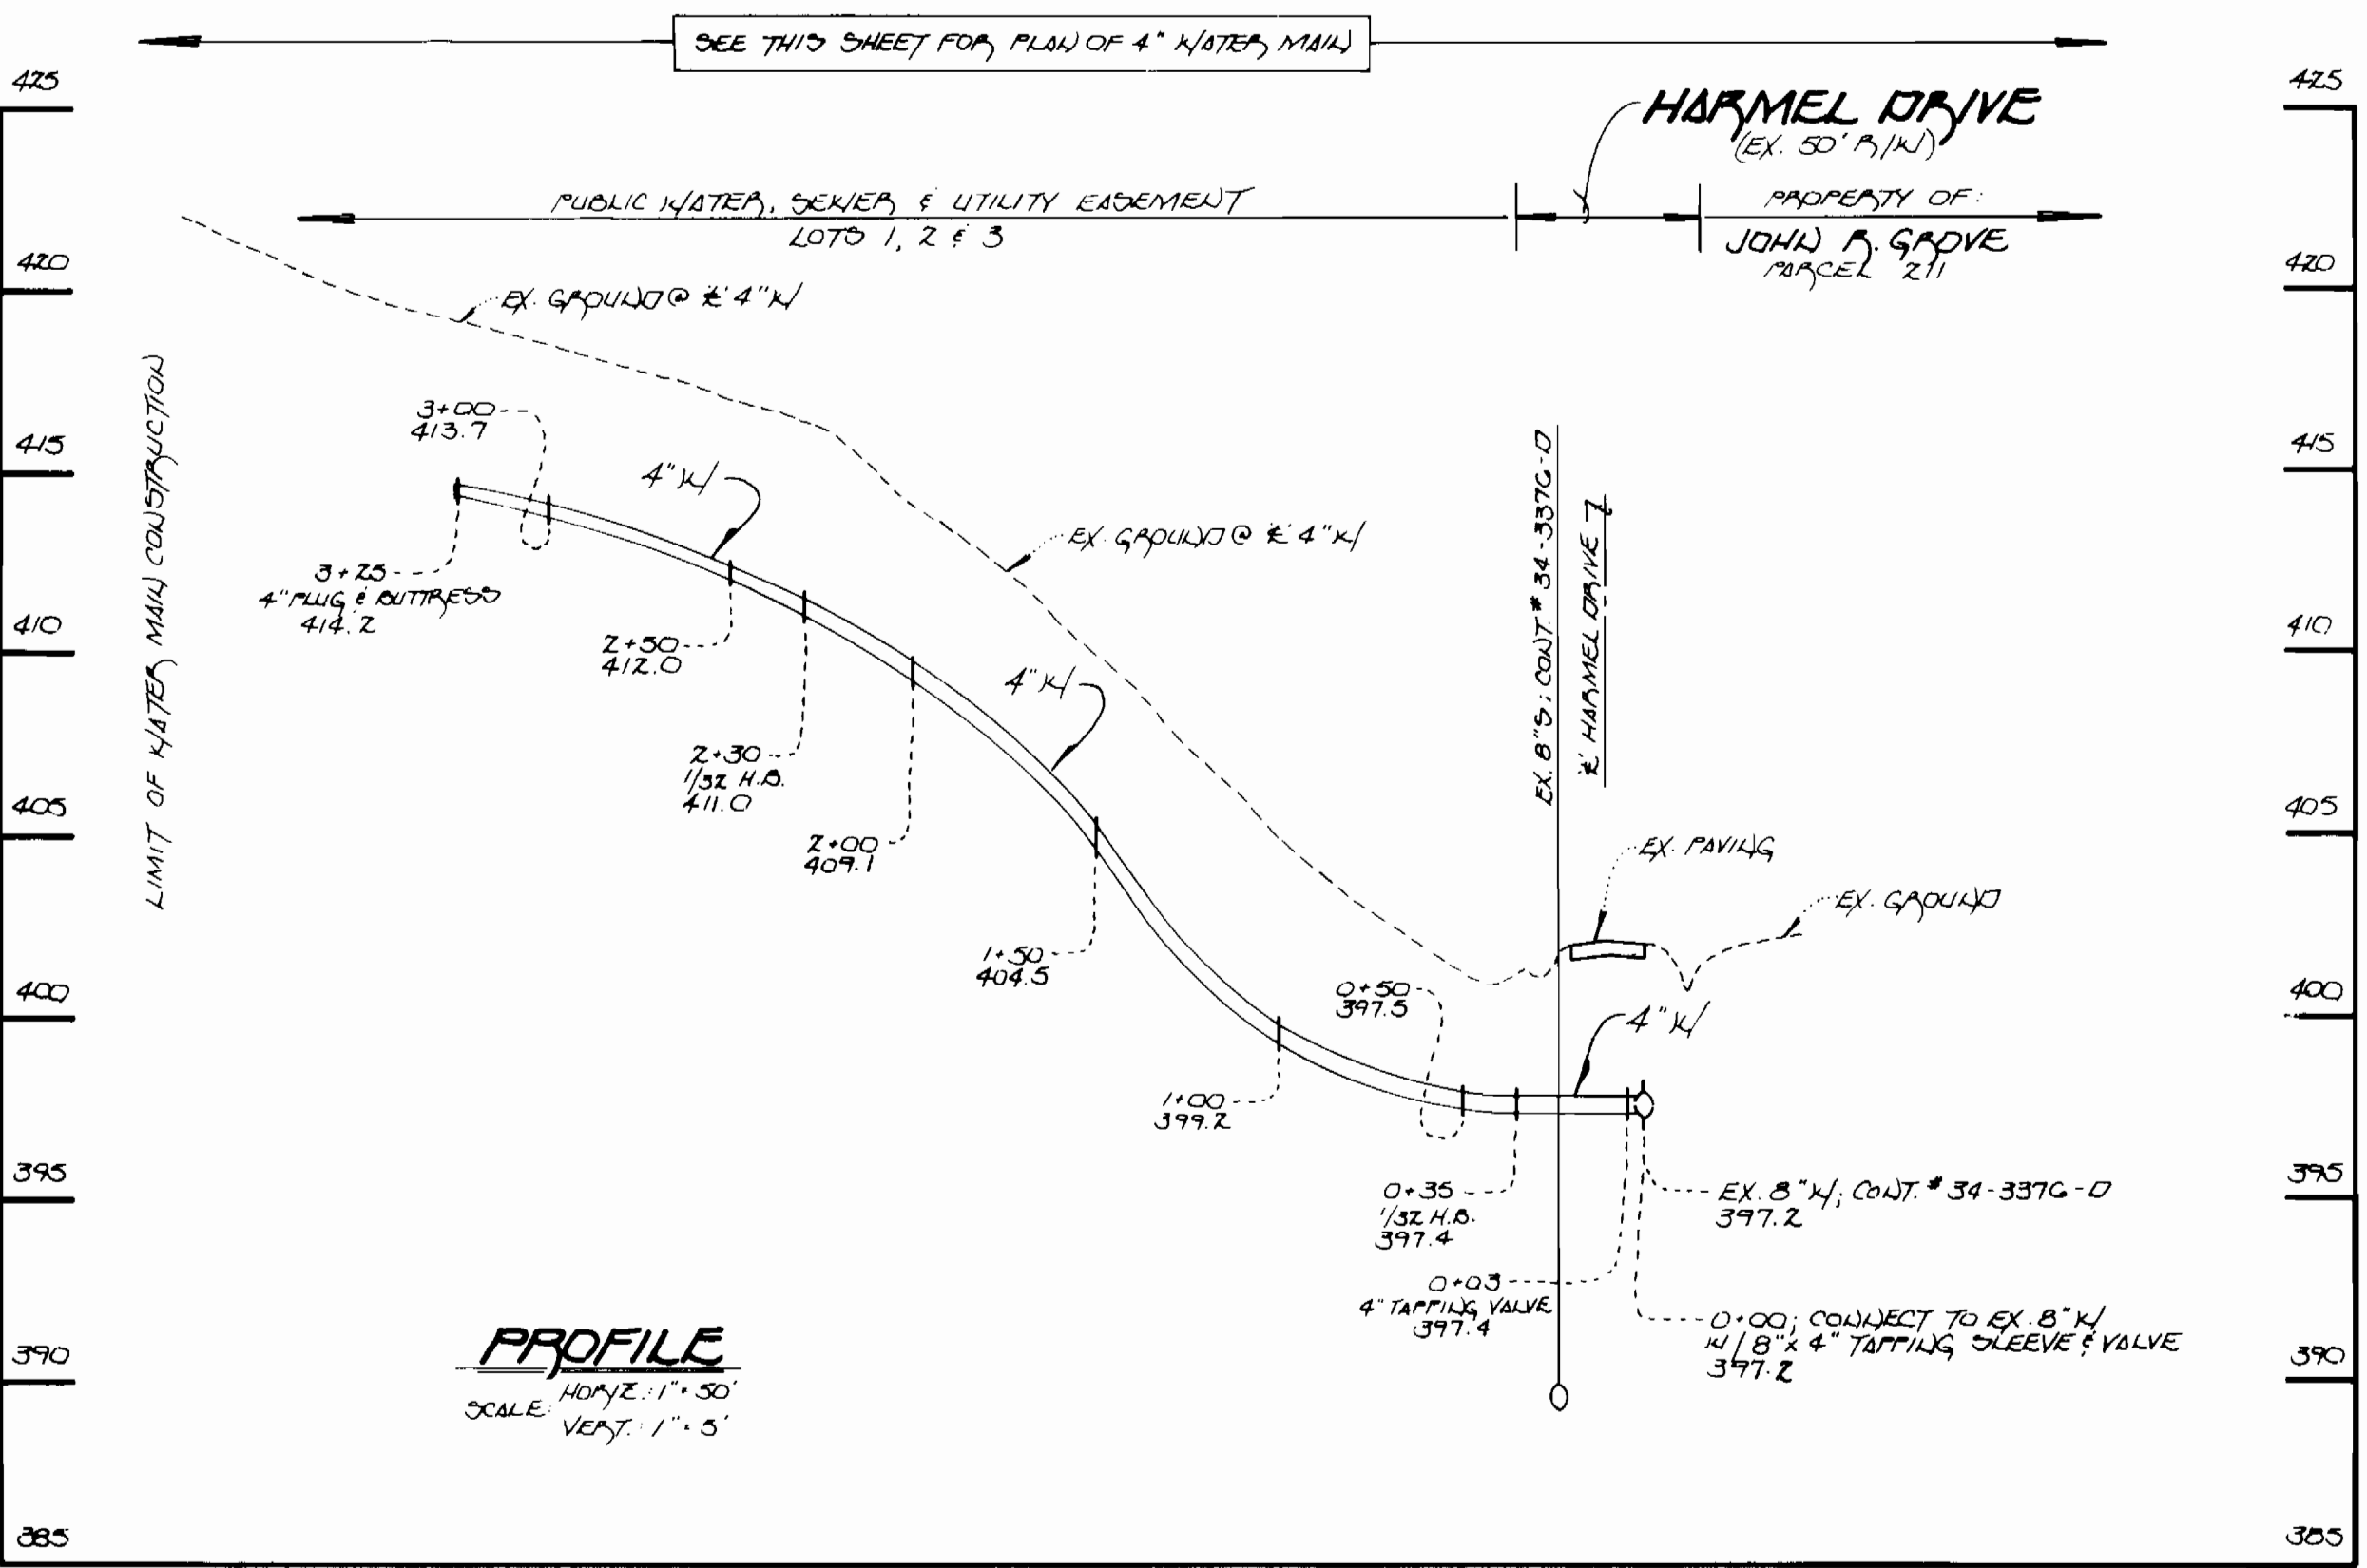 SEE THIS SHEET FOR PLAN OF 4" WATER MAIN
425
425
HARMEL DRIVE
(EX. 50' R/W)
PUBLIC WATER, SEWER & UTILITY EASEMENT
LOTS 1, 2 & 3
PROPERTY OF:
JOHN R. GROVE
PARCEL 211
420
420
EX. GROUND @ ℄ 4"W
LIMIT OF WATER MAIN CONSTRUCTION
3+00
413.7
415
415
4"W
EX. 8"S; CONT. # 34-3376-D
℄ HARMEL DRIVE
EX. GROUND @ ℄ 4"W
3+25
4" PLUG & BUTTRESS
414.2
410
410
2+50
412.0
4"W
2+30
1/32 H.B.
411.0
405
405
2+00
409.1
EX. PAVING
EX. GROUND
1+50
404.5
400
400
0+50
397.5
4"W
1+00
399.2
395
395
0+35
1/32 H.B.
397.4
EX. 8"W; CONT. # 34-3376-D
397.2
0+03
4" TAPPING VALVE
397.4
0+00; CONNECT TO EX. 8"W
W/ 8" x 4" TAPPING SLEEVE & VALVE
397.2
390
390
PROFILE
SCALE: HORIZ.: 1" = 50'
VERT.: 1" = 5'
385
385